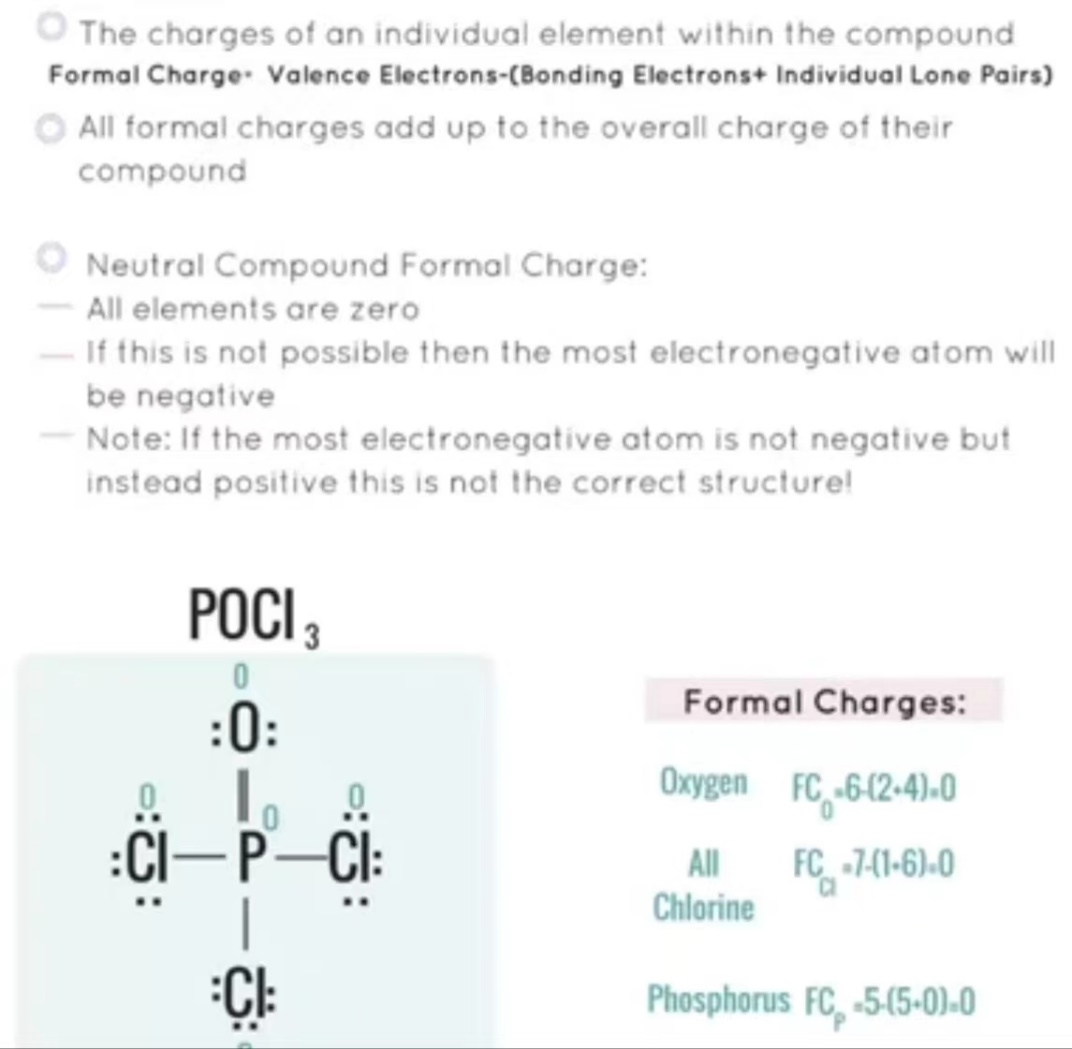 The charges of an individual element within the compound
Formal Charge- Valence Electrons-(Bonding Electrons+ Individual Lone Pairs)
All formal charges add up to the overall charge of their
compound
Neutral Compound Formal Charge:
— All elements are zero
— If this is not possible then the most electronegative atom will
be negative
— Note: If the most electronegative atom is not negative but
instead positive this is not the correct structure!
POCl₃
0
:O:
0 0 0
:Cl—P—Cl:
:Cl:
Formal Charges:
Oxygen FC₀=6-(2+4)=0
All FC_Cl=7-(1+6)=0
Chlorine
Phosphorus FC_P=5-(5+0)=0